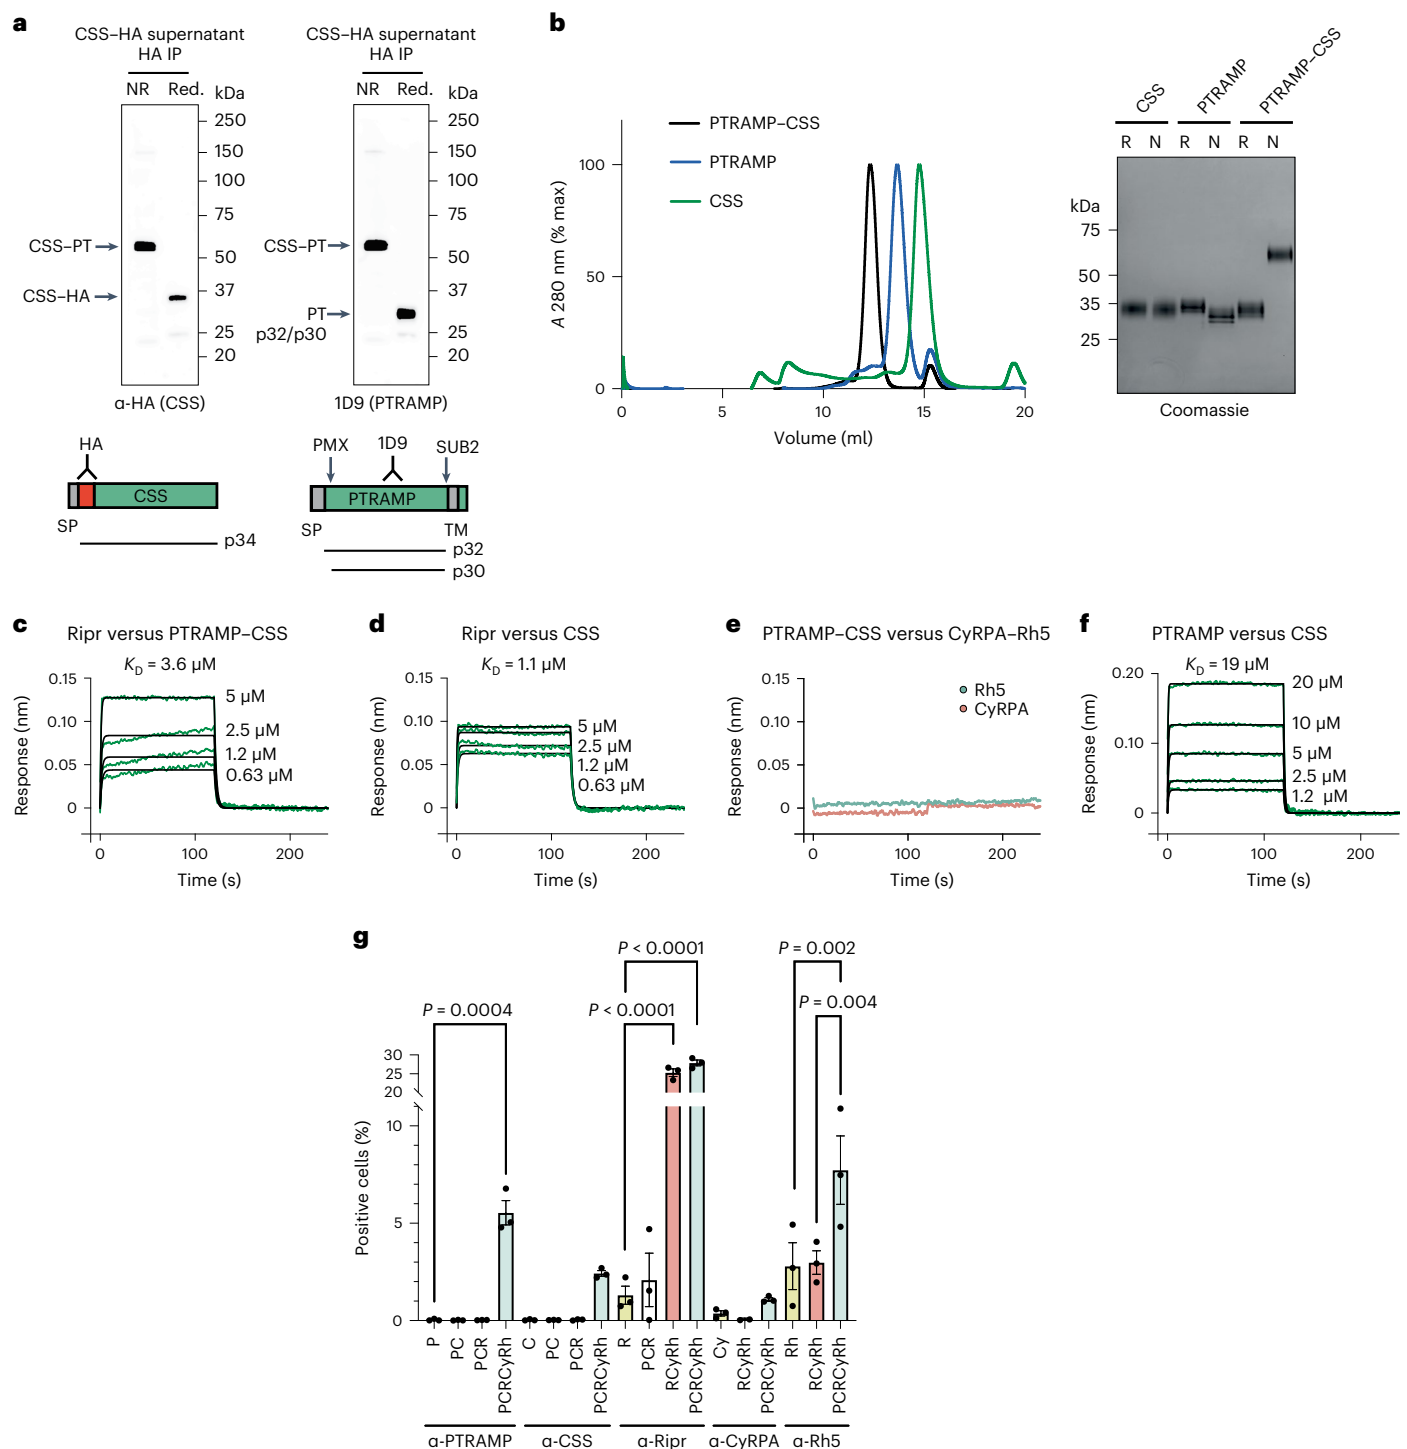 a
CSS–HA supernatant
HA IP
NR Red.
kDa
250
150
100
75
50
37
25
20
CSS–PT
CSS–HA
α-HA (CSS)
CSS–HA supernatant
HA IP
NR Red.
kDa
250
150
100
75
50
37
25
20
CSS–PT
PT
p32/p30
1D9 (PTRAMP)
HA
CSS
SP
p34
PMX
1D9
SUB2
PTRAMP
SP
TM
p32
p30
b
PTRAMP–CSS
PTRAMP
CSS
A 280 nm (% max)
100
50
0
0 5 10 15 20
Volume (ml)
CSS
PTRAMP
PTRAMP–CSS
R N R N R N
kDa
75
50
35
25
Coomassie
c
Ripr versus PTRAMP–CSS
KD = 3.6 µM
Response (nm)
0.15
0.10
0.05
0
5 µM
2.5 µM
1.2 µM
0.63 µM
0 100 200
Time (s)
d
Ripr versus CSS
KD = 1.1 µM
Response (nm)
0.15
0.10
0.05
0
5 µM
2.5 µM
1.2 µM
0.63 µM
0 100 200
Time (s)
e
PTRAMP–CSS versus CyRPA–Rh5
Rh5
CyRPA
Response (nm)
0.15
0.10
0.05
0
0 100 200
Time (s)
f
PTRAMP versus CSS
KD = 19 µM
Response (nm)
0.20
0.10
0
20 µM
10 µM
5 µM
2.5 µM
1.2 µM
0 100 200
Time (s)
g
P < 0.0001
P = 0.002
P = 0.0004
P < 0.0001
P = 0.004
Positive cells (%)
30
25
20
10
5
0
P
PC
PCR
PCRCyRh
C
PC
PCR
PCRCyRh
R
PCR
RCyRh
PCRCyRh
Cy
RCyRh
PCRCyRh
Rh
RCyRh
PCRCyRh
α-PTRAMP
α-CSS
α-Ripr
α-CyRPA
α-Rh5